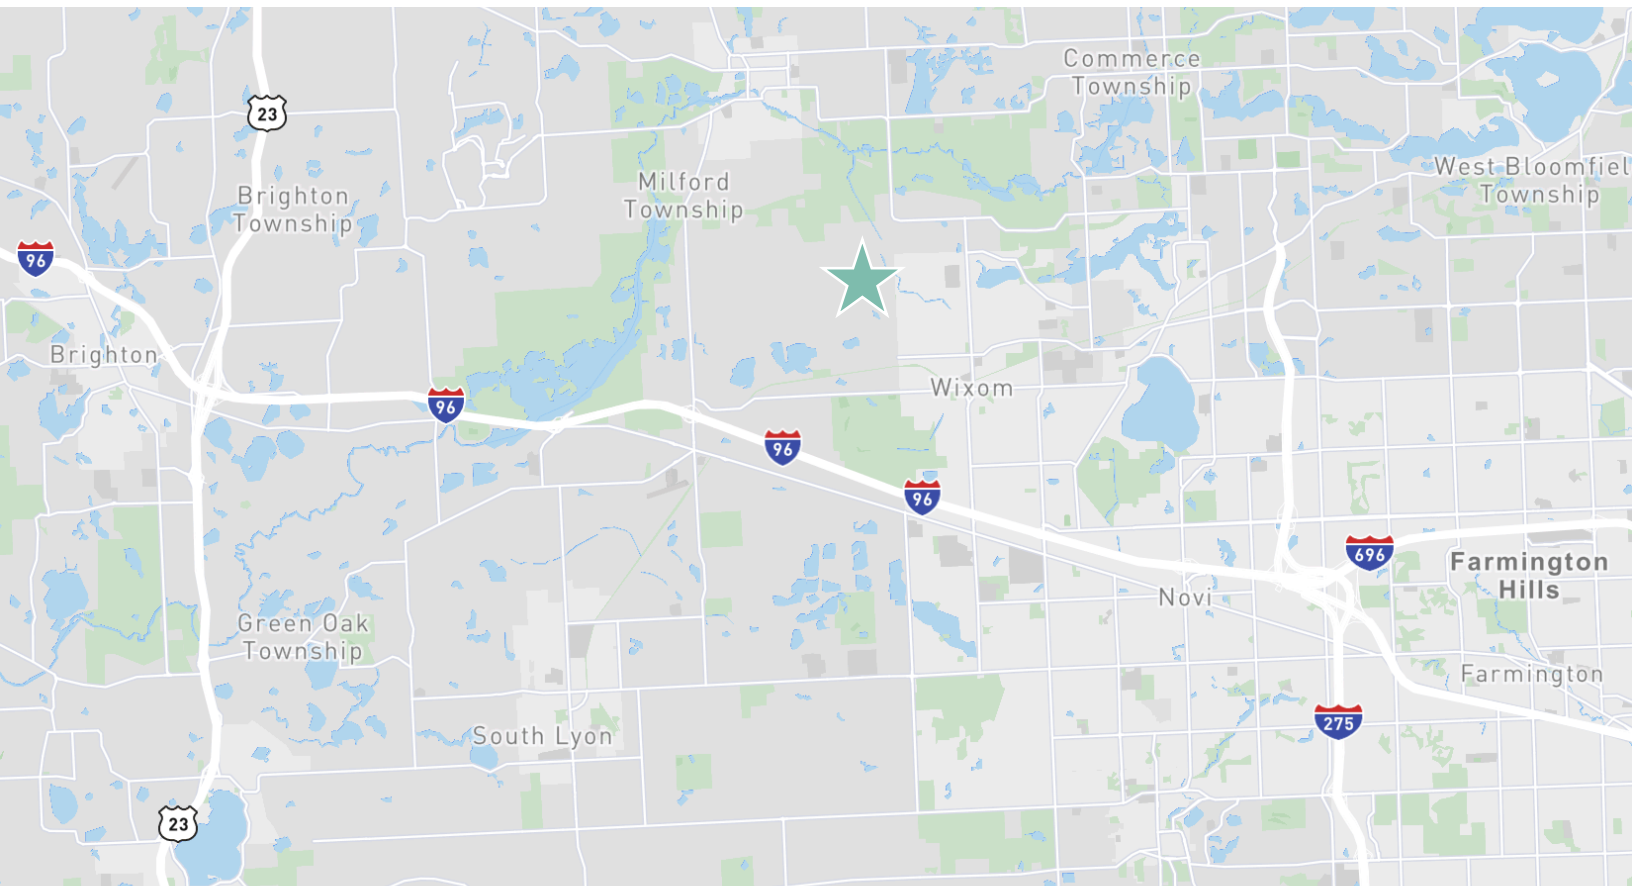 Commerce
Township
23
West Bloomfiel
Township
Milford
Township
Brighton
Township
96
Brighton
Wixom
96
96
96
696
Farmington
Hills
Novi
Green Oak
Township
Farmington
275
South Lyon
23